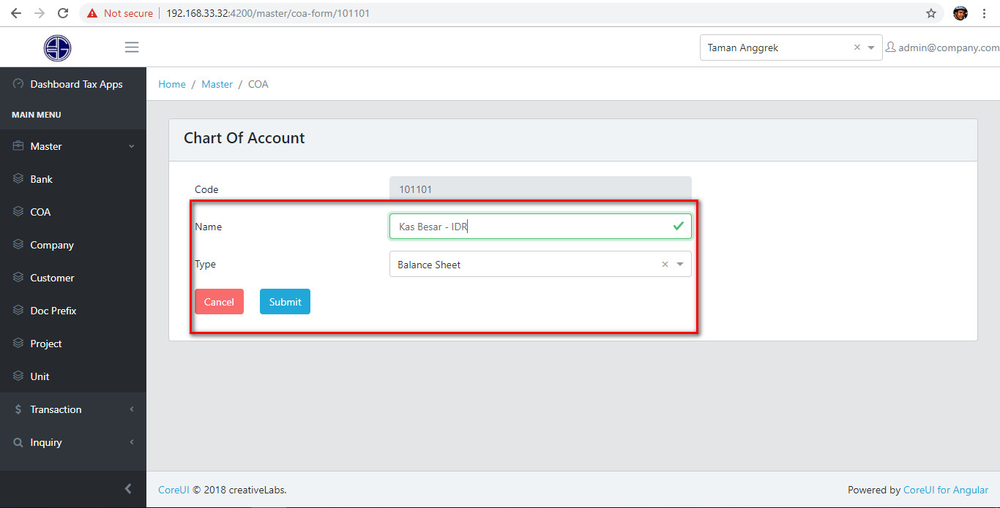 Not secure | 192.168.33.32:4200/master/coa-form/101101
Taman Anggrek × admin@company.com
Dashboard Tax Apps
Home / Master / COA
MAIN MENU
Chart Of Account
Master
Bank
Code 101101
COA
Name Kas Besar - IDR
Company
Type Balance Sheet ×
Customer
Cancel Submit
Doc Prefix
Project
Unit
$ Transaction
Inquiry
CoreUI © 2018 creativeLabs. Powered by CoreUI for Angular